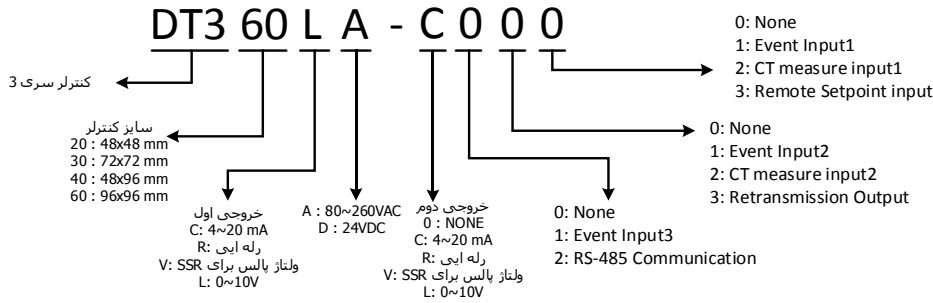 DT3 60 L A - C 0 0 0
کنترلر سری 3
سایز کنترلر
20 : 48x48 mm
30 : 72x72 mm
40 : 48x96 mm
60 : 96x96 mm
خروجی اول
C: 4~20 mA
رله ایی :R
ولتاژ پالس برای V: SSR
L: 0~10V
A : 80~260VAC
D : 24VDC
خروجی دوم
0 : NONE
C: 4~20 mA
رله ایی :R
ولتاژ پالس برای V: SSR
L: 0~10V
0: None
1: Event Input3
2: RS-485 Communication
0: None
1: Event Input2
2: CT measure input2
3: Retransmission Output
0: None
1: Event Input1
2: CT measure input1
3: Remote Setpoint input